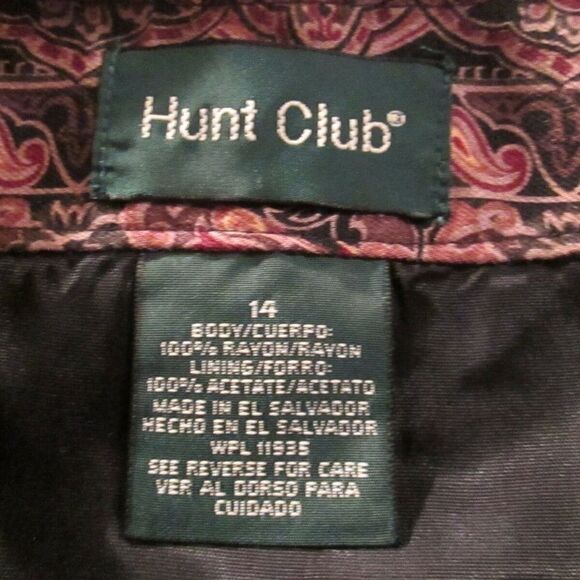 Hunt Club®
14
BODY/CUERPO:
100% RAYON/RAYON
LINING/FORRO:
100% ACETATE/ACETATO
MADE IN EL SALVADOR
HECHO EN EL SALVADOR
WPL 11935
SEE REVERSE FOR CARE
VER AL DORSO PARA
CUIDADO